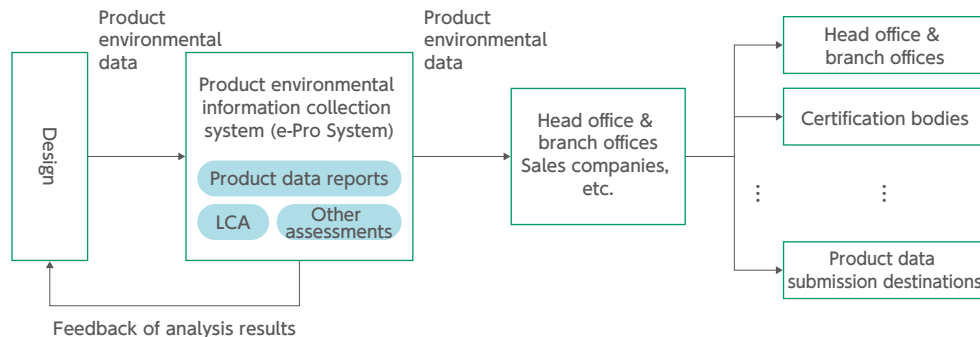 Product
environmental
data
Product
environmental
data
Design
Product environmental
information collection
system (e-Pro System)
Product data reports
LCA
Other
assessments
Feedback of analysis results
Head office &
branch offices
Sales companies,
etc.
Head office &
branch offices
Certification bodies
Product data
submission destinations